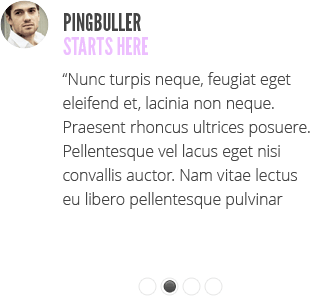 PINGBULLER
STARTS HERE
“Nunc turpis neque, feugiat eget
eleifend et, lacinia non neque.
Praesent rhoncus ultrices posuere.
Pellentesque vel lacus eget nisi
convallis auctor. Nam vitae lectus
eu libero pellentesque pulvinar